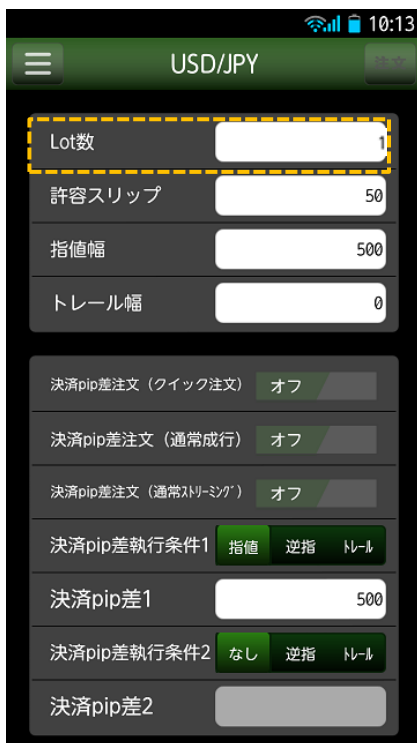 10:13
USD/JPY
注文
Lot数 1
許容スリップ 50
指値幅 500
トレール幅 0
決済pip差注文（クイック注文） オフ
決済pip差注文（通常成行） オフ
決済pip差注文（通常ｽﾄﾘｰﾐﾝｸﾞ） オフ
決済pip差執行条件1 指値 逆指 ﾄﾚｰﾙ
決済pip差1 500
決済pip差執行条件2 なし 逆指 ﾄﾚｰﾙ
決済pip差2